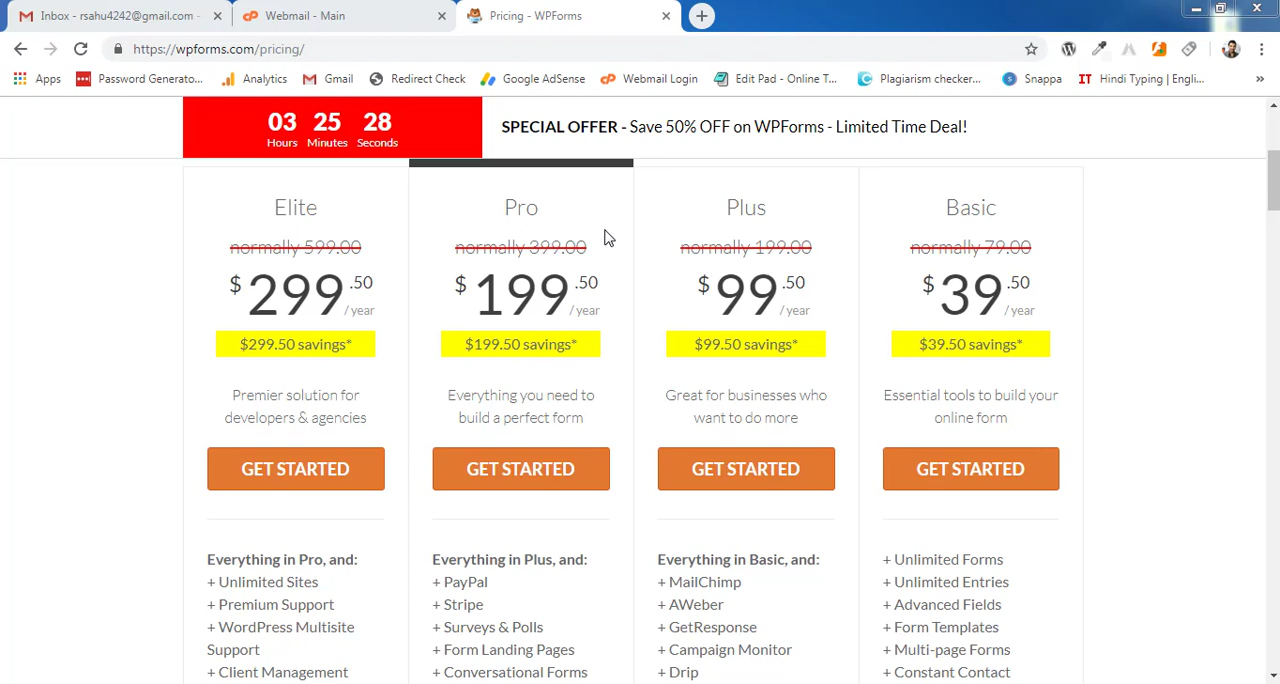 Inbox - rsahu4242@gmail.com -
Webmail - Main
Pricing - WPForms
https://wpforms.com/pricing/
Apps
Password Generato...
Analytics
Gmail
Redirect Check
Google AdSense
Webmail Login
Edit Pad - Online T...
Plagiarism checker...
Snappa
Hindi Typing | Engli...
»
03 25 28
Hours Minutes Seconds
SPECIAL OFFER - Save 50% OFF on WPForms - Limited Time Deal!
Elite
normally 599.00
$299.50
/ year
$299.50 savings*
Premier solution for
developers & agencies
GET STARTED
Everything in Pro, and:
+ Unlimited Sites
+ Premium Support
+ WordPress Multisite
Support
+ Client Management
Pro
normally 399.00
$199.50
/ year
$199.50 savings*
Everything you need to
build a perfect form
GET STARTED
Everything in Plus, and:
+ PayPal
+ Stripe
+ Surveys & Polls
+ Form Landing Pages
+ Conversational Forms
Plus
normally 199.00
$99.50
/ year
$99.50 savings*
Great for businesses who
want to do more
GET STARTED
Everything in Basic, and:
+ MailChimp
+ AWeber
+ GetResponse
+ Campaign Monitor
+ Drip
Basic
normally 79.00
$39.50
/ year
$39.50 savings*
Essential tools to build your
online form
GET STARTED
+ Unlimited Forms
+ Unlimited Entries
+ Advanced Fields
+ Form Templates
+ Multi-page Forms
+ Constant Contact